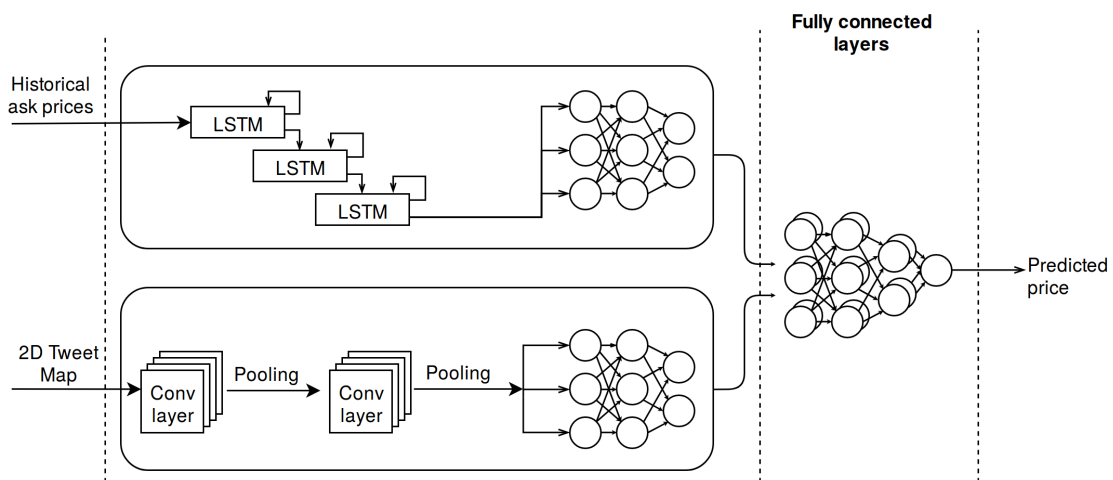 Fully connected
layers
Historical
ask prices
LSTM
LSTM
LSTM
Predicted
price
2D Tweet
Map
Conv
layer
Pooling
Conv
layer
Pooling